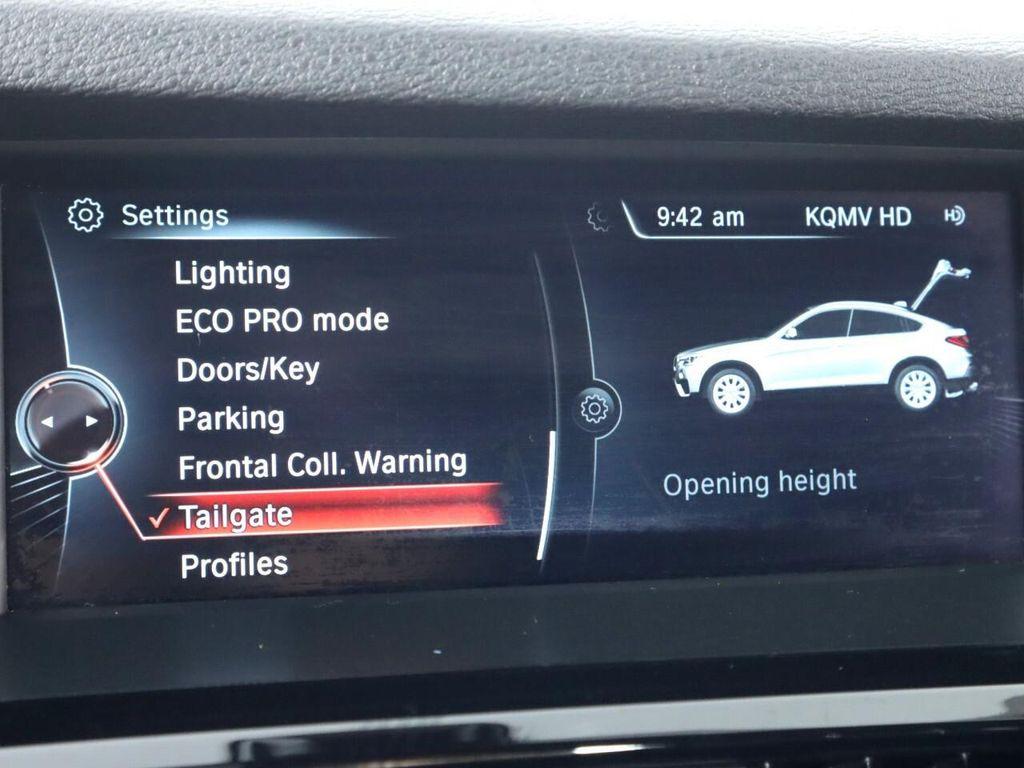 Settings
9:42 am KQMV HD HD
Lighting
ECO PRO mode
Doors/Key
Parking
Frontal Coll. Warning
Tailgate
Profiles
Opening height